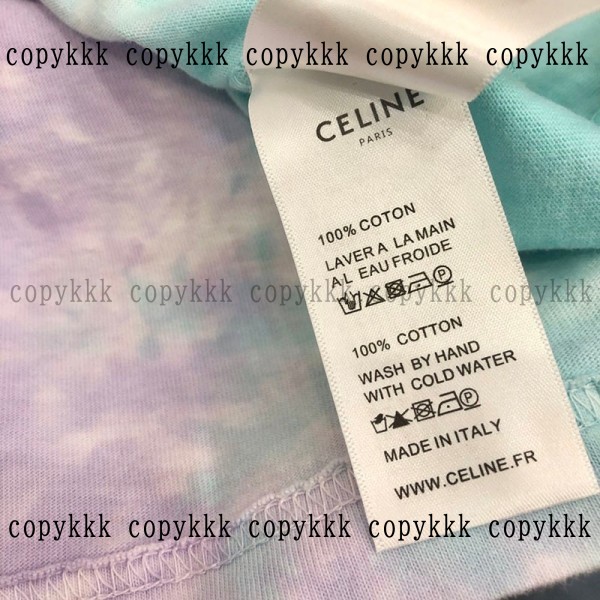 copykkk copykkk copykkk copykkk copykkk
CELINE
PARIS
100% COTON
LAVER A LA MAIN
A L EAU FROIDE
copykkk copykkk copykkk copykkk copykkk
100% COTTON
WASH BY HAND
WITH COLD WATER
MADE IN ITALY
WWW.CELINE.FR
copykkk copykkk copykkk copykkk copykkk